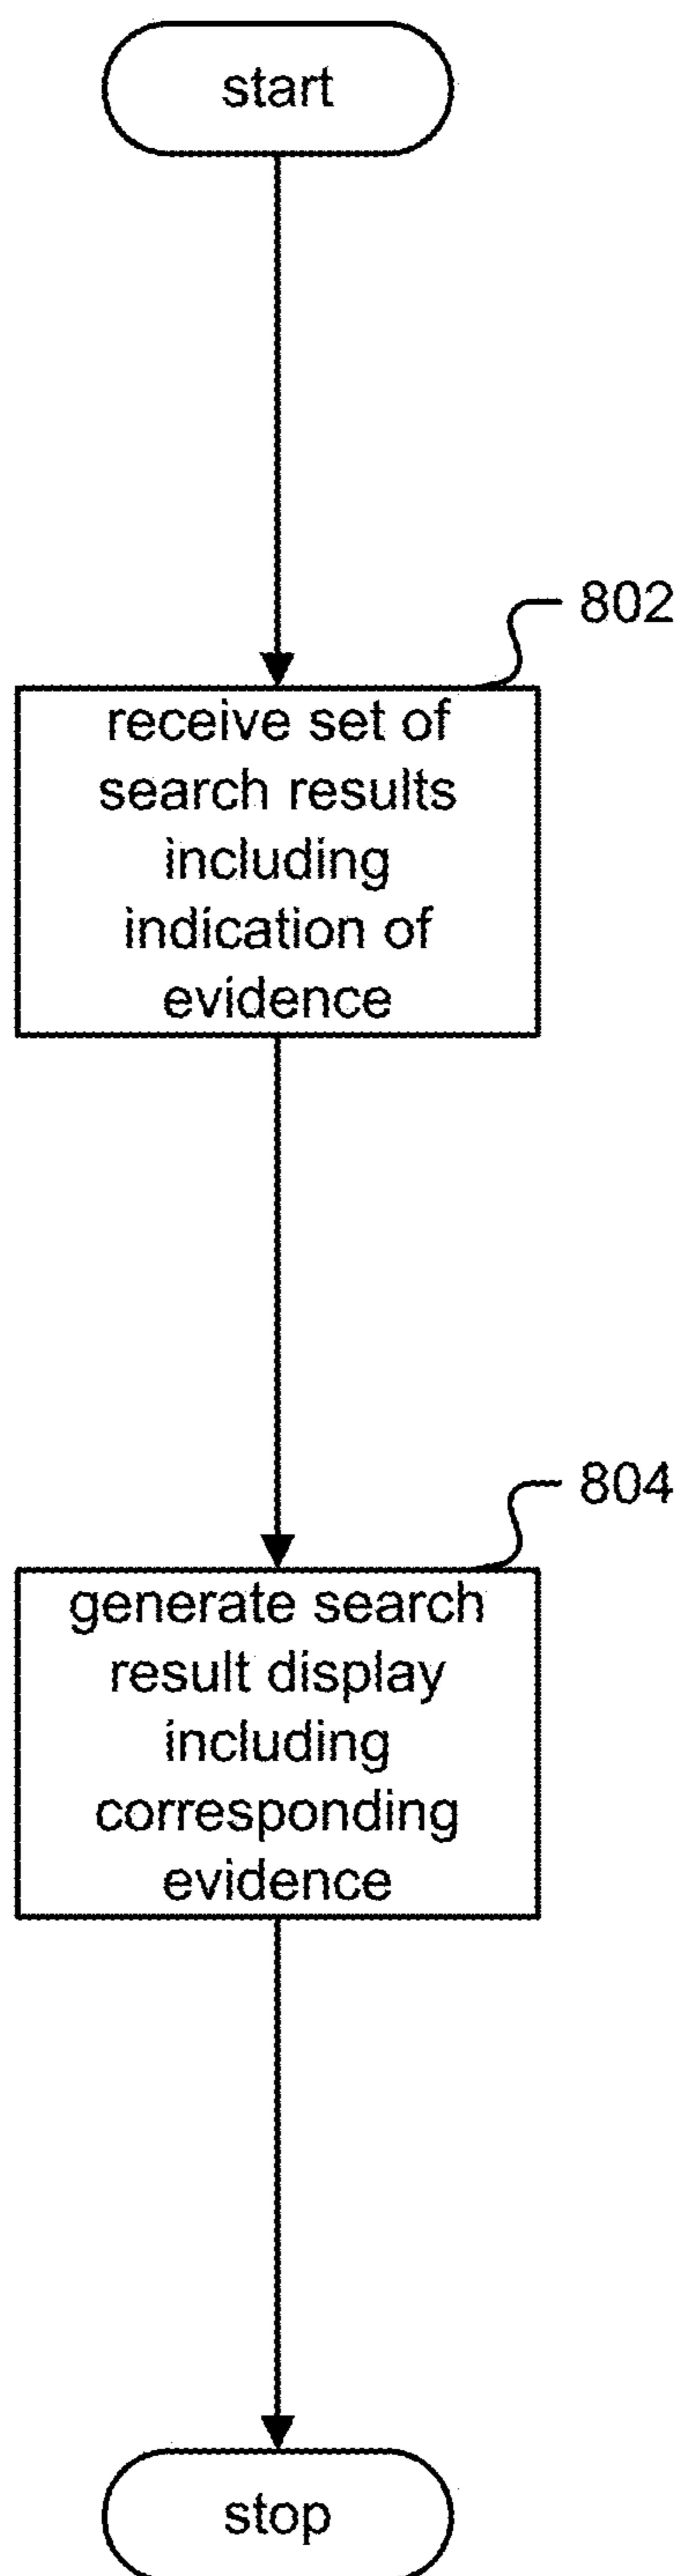 start
802
receive set of
search results
including
indication of
evidence
804
generate search
result display
including
corresponding
evidence
stop